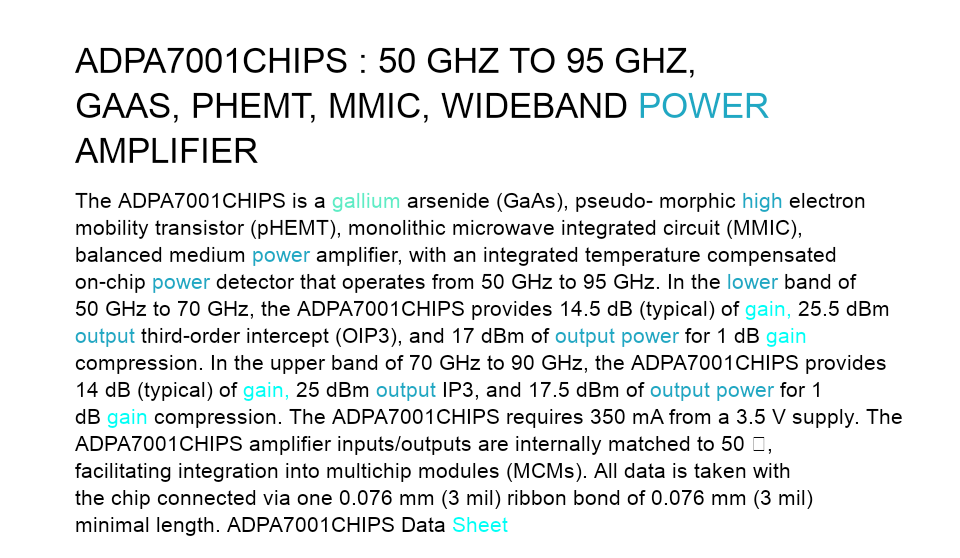 ADPA7001CHIPS : 50 GHZ TO 95 GHZ,
GAAS, PHEMT, MMIC, WIDEBAND POWER
AMPLIFIER
The ADPA7001CHIPS is a gallium arsenide (GaAs), pseudo- morphic high electron
mobility transistor (pHEMT), monolithic microwave integrated circuit (MMIC),
balanced medium power amplifier, with an integrated temperature compensated
on-chip power detector that operates from 50 GHz to 95 GHz. In the lower band of
50 GHz to 70 GHz, the ADPA7001CHIPS provides 14.5 dB (typical) of gain, 25.5 dBm
output third-order intercept (OIP3), and 17 dBm of output power for 1 dB gain
compression. In the upper band of 70 GHz to 90 GHz, the ADPA7001CHIPS provides
14 dB (typical) of gain, 25 dBm output IP3, and 17.5 dBm of output power for 1
dB gain compression. The ADPA7001CHIPS requires 350 mA from a 3.5 V supply. The
ADPA7001CHIPS amplifier inputs/outputs are internally matched to 50 □,
facilitating integration into multichip modules (MCMs). All data is taken with
the chip connected via one 0.076 mm (3 mil) ribbon bond of 0.076 mm (3 mil)
minimal length. ADPA7001CHIPS Data Sheet